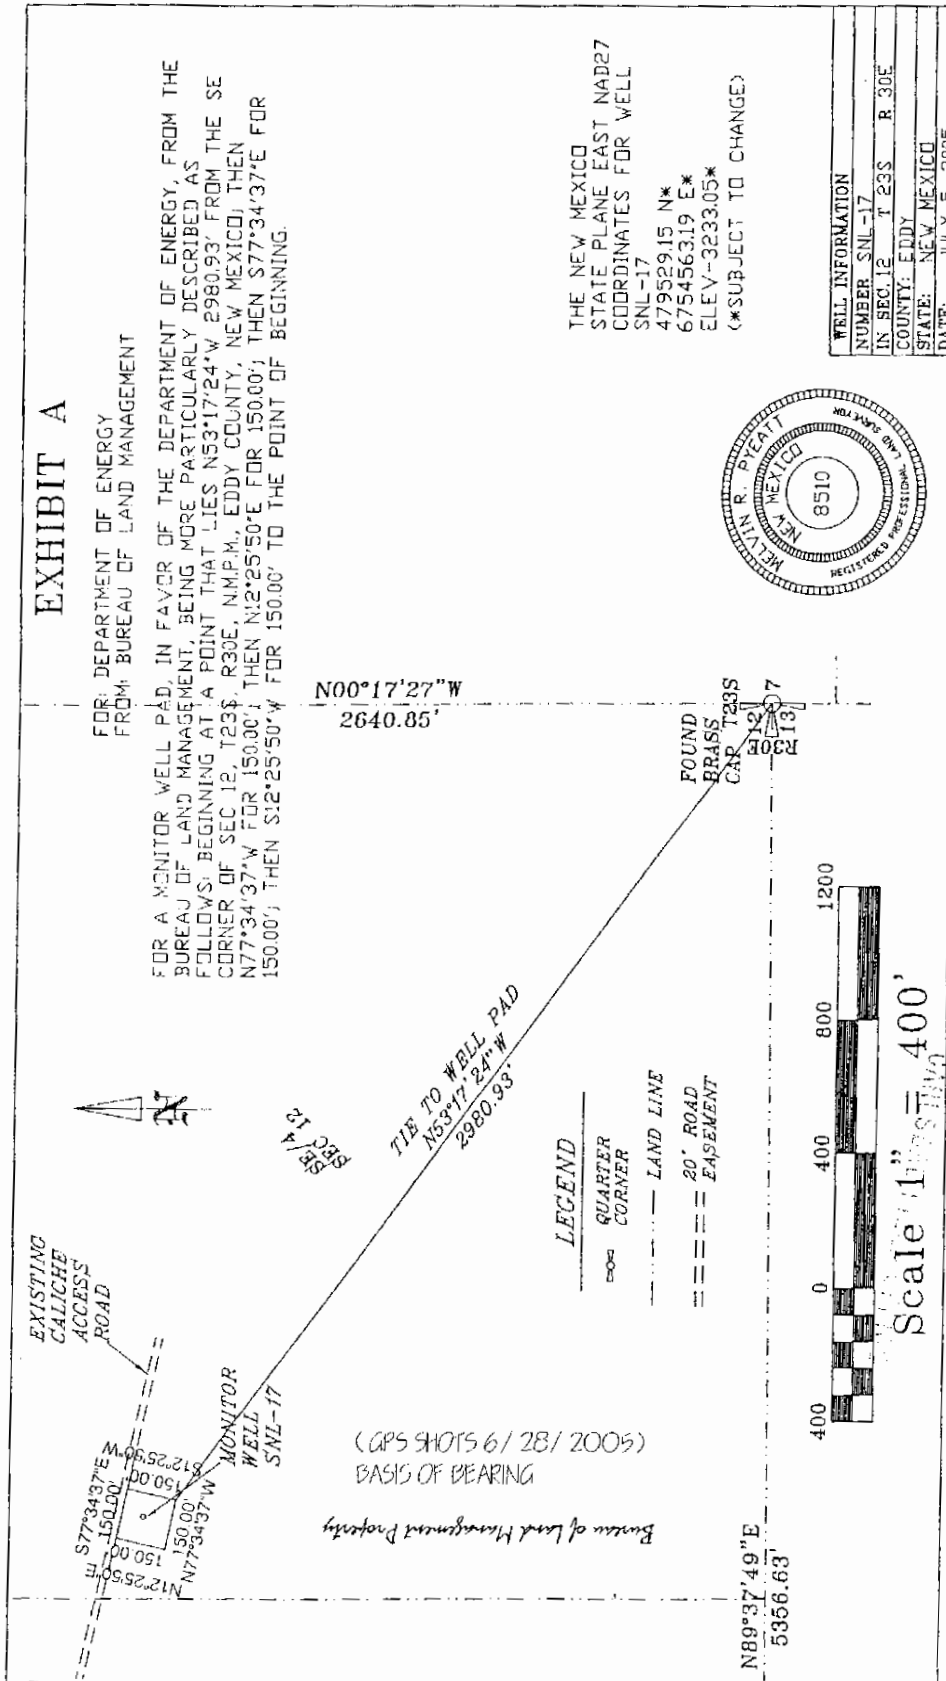 EXHIBIT A
FOR: DEPARTMENT OF ENERGY
FROM: BUREAU OF LAND MANAGEMENT
FOR A MONITOR WELL PAD, IN FAVOR OF THE DEPARTMENT OF ENERGY, FROM THE
BUREAU OF LAND MANAGEMENT, BEING MORE PARTICULARLY DESCRIBED AS
FOLLOWS: BEGINNING AT A POINT THAT LIES N53°17'24"W 2980.93' FROM THE SE
CORNER OF SEC 12, T23S, R30E, N.M.P.M., EDDY COUNTY, NEW MEXICO; THEN
N77°34'37"W FOR 150.00'; THEN N12°25'50"E FOR 150.00'; THEN S77°34'37"E FOR
150.00'; THEN S12°25'50"W FOR 150.00' TO THE POINT OF BEGINNING.
EXISTING
CALICHE
ACCESS
ROAD
S77°34'37"E
150.00'
S12°25'50"W
150.00'
N12°25'50"E
150.00'
150.00'
N77°34'37"W
MONITOR
WELL
SNL-17
N
SE/4
SEC 12
TIE TO WELL PAD
N53°17'24"W
2980.93'
N00°17'27"W
2640.85'
THE NEW MEXICO
STATE PLANE EAST NAD27
COORDINATES FOR WELL
SNL-17
479529.15 N*
6754563.19 E*
ELEV-3233.05*
(*SUBJECT TO CHANGE)
(GPS SHOTS 6/28/2005)
BASIS OF BEARING
Bureau of Land Management Property
LEGEND
QUARTER
CORNER
LAND LINE
20' ROAD
EASEMENT
FOUND
BRASS
CAP
T23S
12 7
13
R30E
N89°37'49"E
5356.63'
400 0 400 800 1200
Scale 1" = 400'
MELVIN R. PYEATT
NEW MEXICO
8510
REGISTERED PROFESSIONAL LAND SURVEYOR
WELL INFORMATION
NUMBER SNL-17
IN SEC.12 T 23S R 30E
COUNTY: EDDY
STATE: NEW MEXICO
DATE: JULY 5, 2005